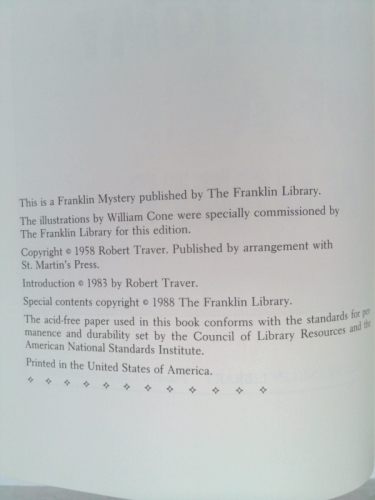 This is a Franklin Mystery published by The Franklin Library.
The illustrations by William Cone were specially commissioned by
The Franklin Library for this edition.
Copyright © 1958 Robert Traver. Published by arrangement with
St. Martin's Press.
Introduction © 1983 by Robert Traver.
Special contents copyright © 1988 The Franklin Library.
The acid-free paper used in this book conforms with the standards for per-
manence and durability set by the Council of Library Resources and the
American National Standards Institute.
Printed in the United States of America.